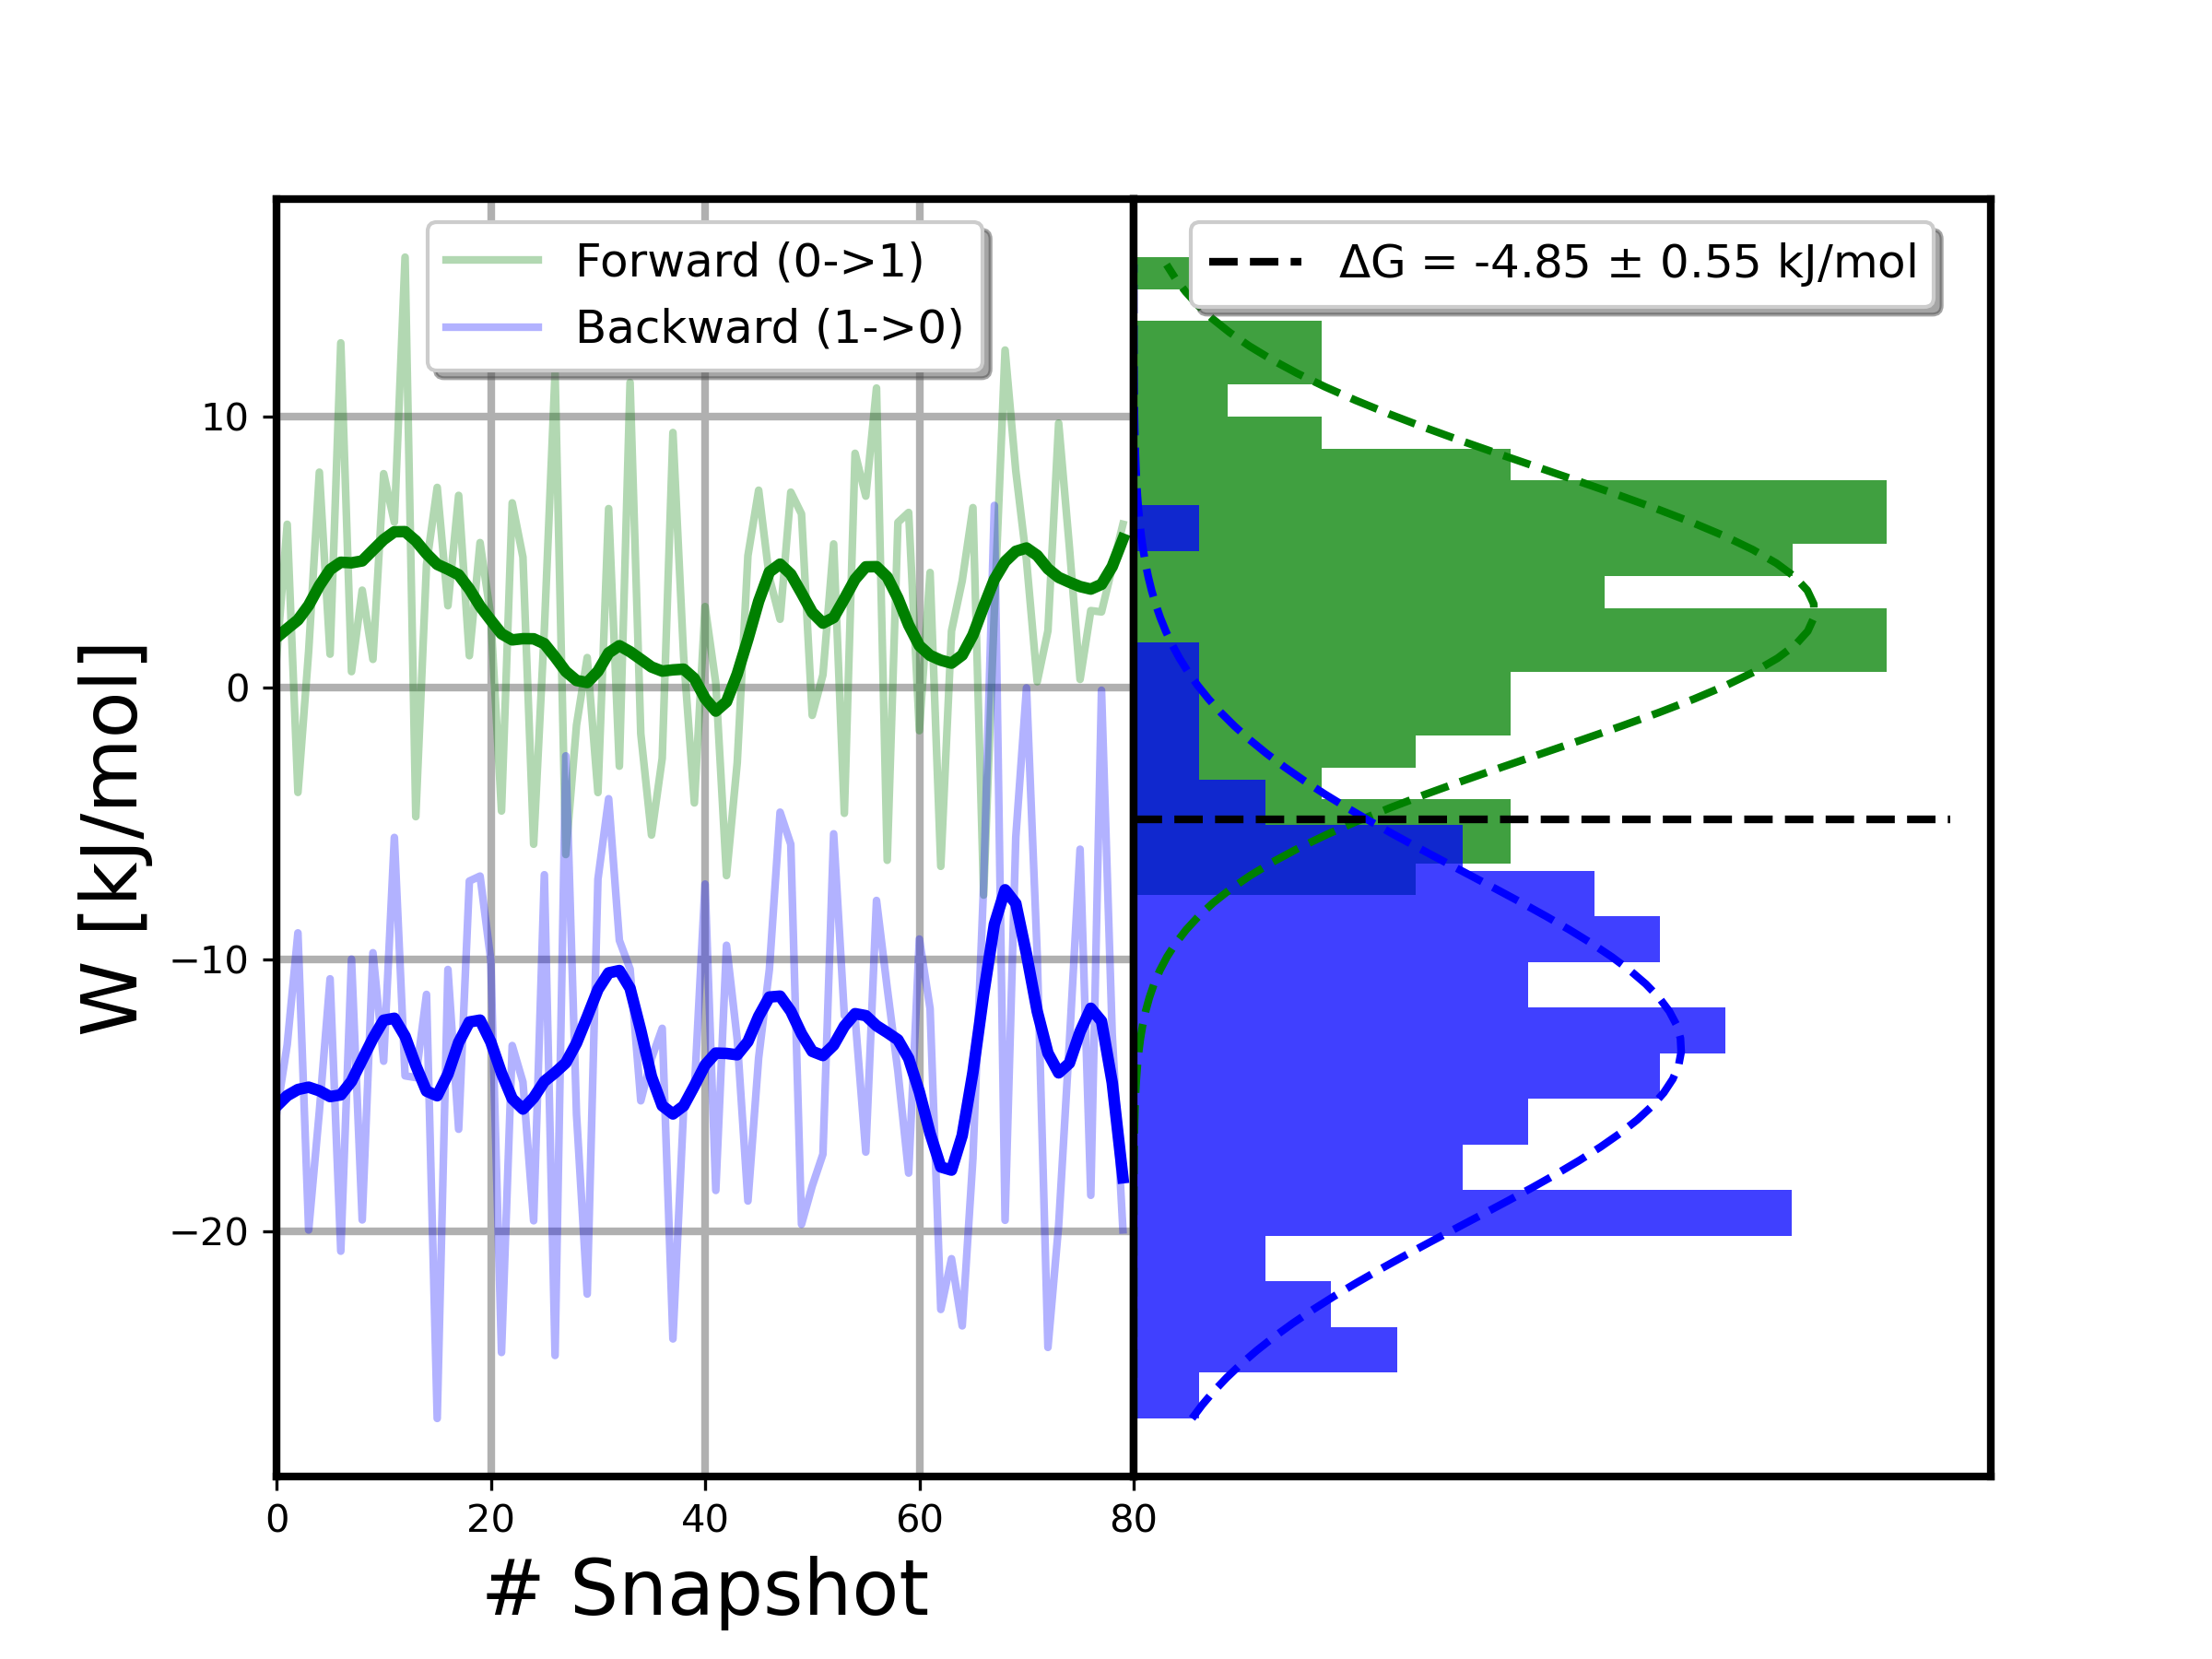 Forward (0->1)
Backward (1->0)
ΔG = -4.85 ± 0.55 kJ/mol
W [kJ/mol]
10
0
−10
−20
0 20 40 60 80
# Snapshot